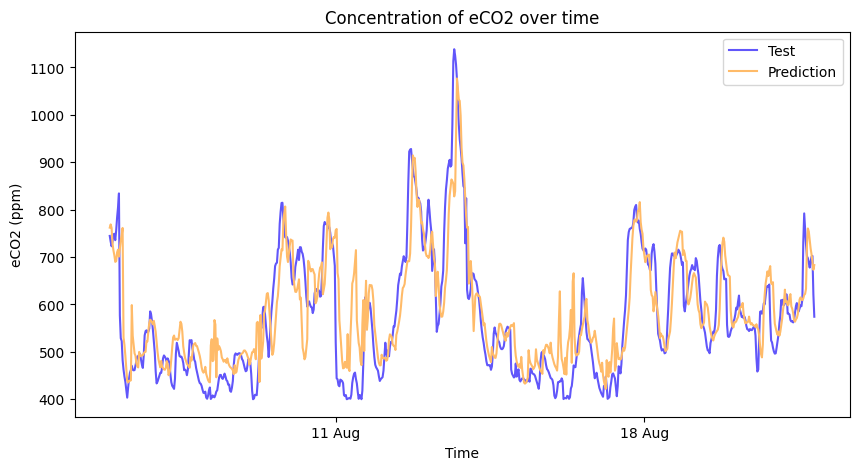 Concentration of eCO2 over time
Test
Prediction
eCO2 (ppm)
1100
1000
900
800
700
600
500
400
11 Aug
18 Aug
Time